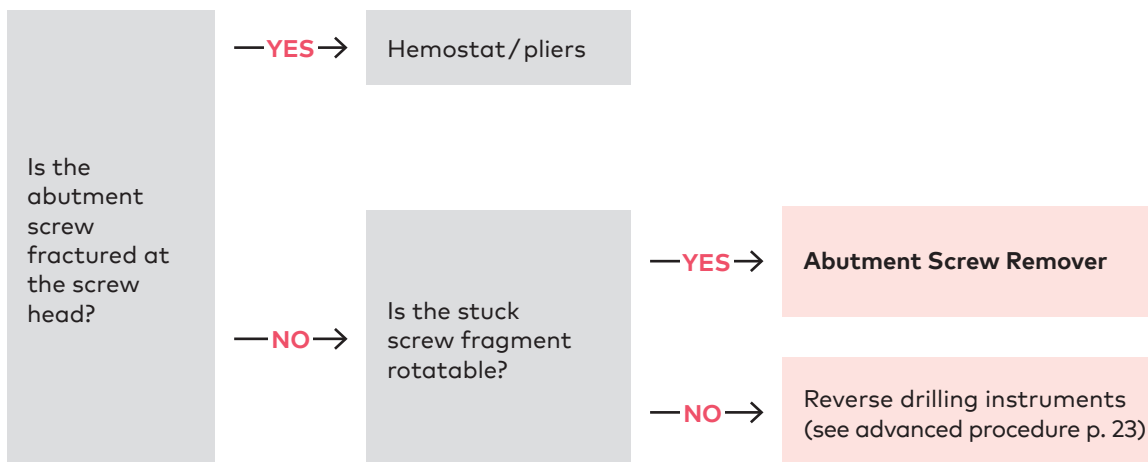 Is the
abutment
screw
fractured at
the screw
head?
YES
Hemostat/pliers
NO
Is the stuck
screw fragment
rotatable?
YES
Abutment Screw Remover
NO
Reverse drilling instruments
(see advanced procedure p. 23)